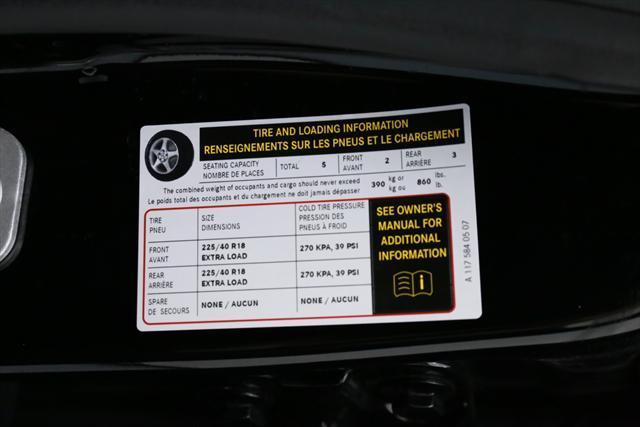 TIRE AND LOADING INFORMATION
RENSEIGNEMENTS SUR LES PNEUS ET LE CHARGEMENT
SEATING CAPACITY TOTAL 5 FRONT 2 REAR 3
NOMBRE DE PLACES AVANT ARRIÈRE
The combined weight of occupants and cargo should never exceed 390 kg or 860 lbs.
Le poids total des occupants et du chargement ne doit jamais dépasser kg ou lb.
TIRE SIZE COLD TIRE PRESSURE
PNEU DIMENSIONS PRESSION DES
PNEUS À FROID
FRONT 225/40 R18 270 KPA, 39 PSI
AVANT EXTRA LOAD
REAR 225/40 R18 270 KPA, 39 PSI
ARRIÈRE EXTRA LOAD
SPARE NONE / AUCUN NONE / AUCUN
DE SECOURS
SEE OWNER'S
MANUAL FOR
ADDITIONAL
INFORMATION
A 117 584 05 07